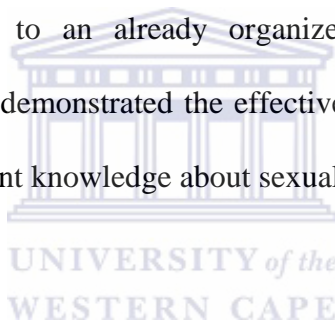 to an already organize
demonstrated the effective
nt knowledge about sexual
UNIVERSITY of the
WESTERN CAPE